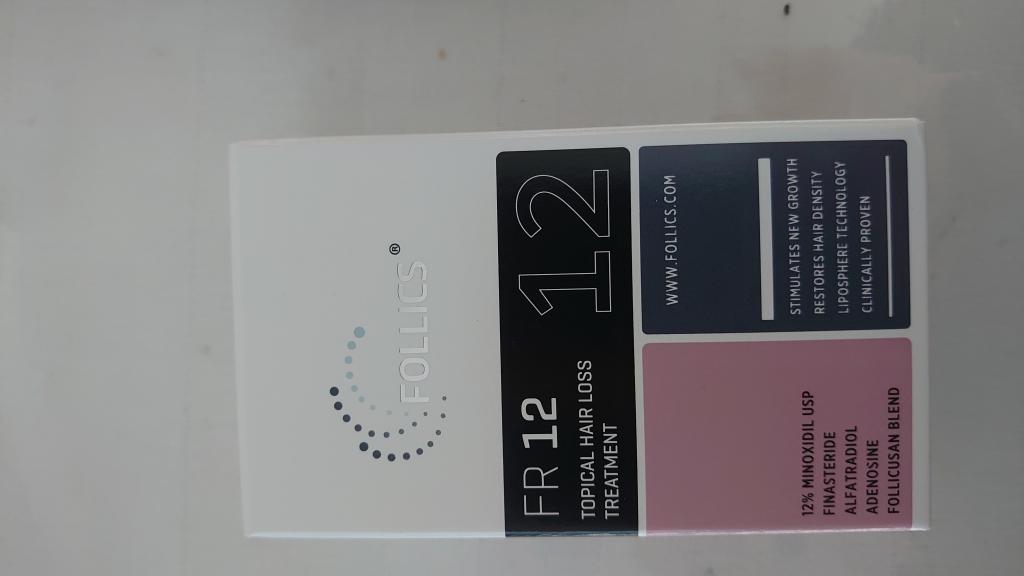 FOLLICS®
FR 12
TOPICAL HAIR LOSS
TREATMENT
12
12% MINOXIDIL USP
FINASTERIDE
ALFATRADIOL
ADENOSINE
FOLLICUSAN BLEND
WWW.FOLLICS.COM
STIMULATES NEW GROWTH
RESTORES HAIR DENSITY
LIPOSPHERE TECHNOLOGY
CLINICALLY PROVEN